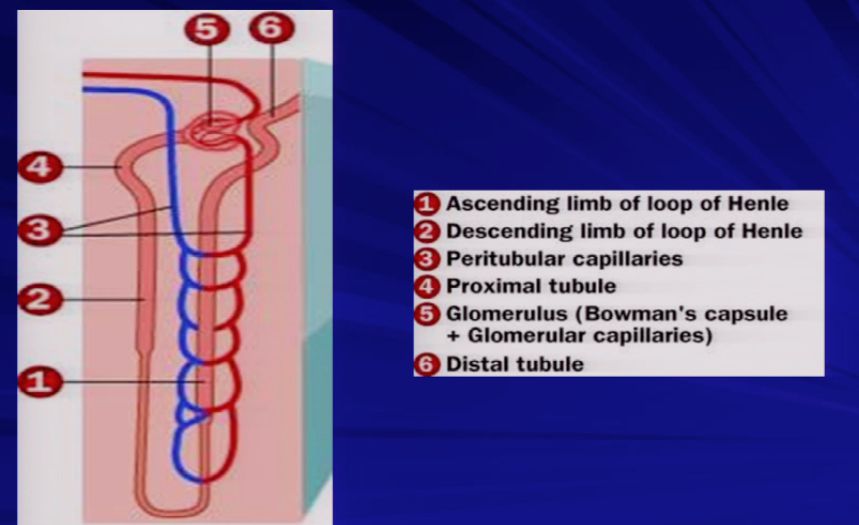 5 6
4
3
2
1
1 Ascending limb of loop of Henle
2 Descending limb of loop of Henle
3 Peritubular capillaries
4 Proximal tubule
5 Glomerulus (Bowman's capsule
+ Glomerular capillaries)
6 Distal tubule